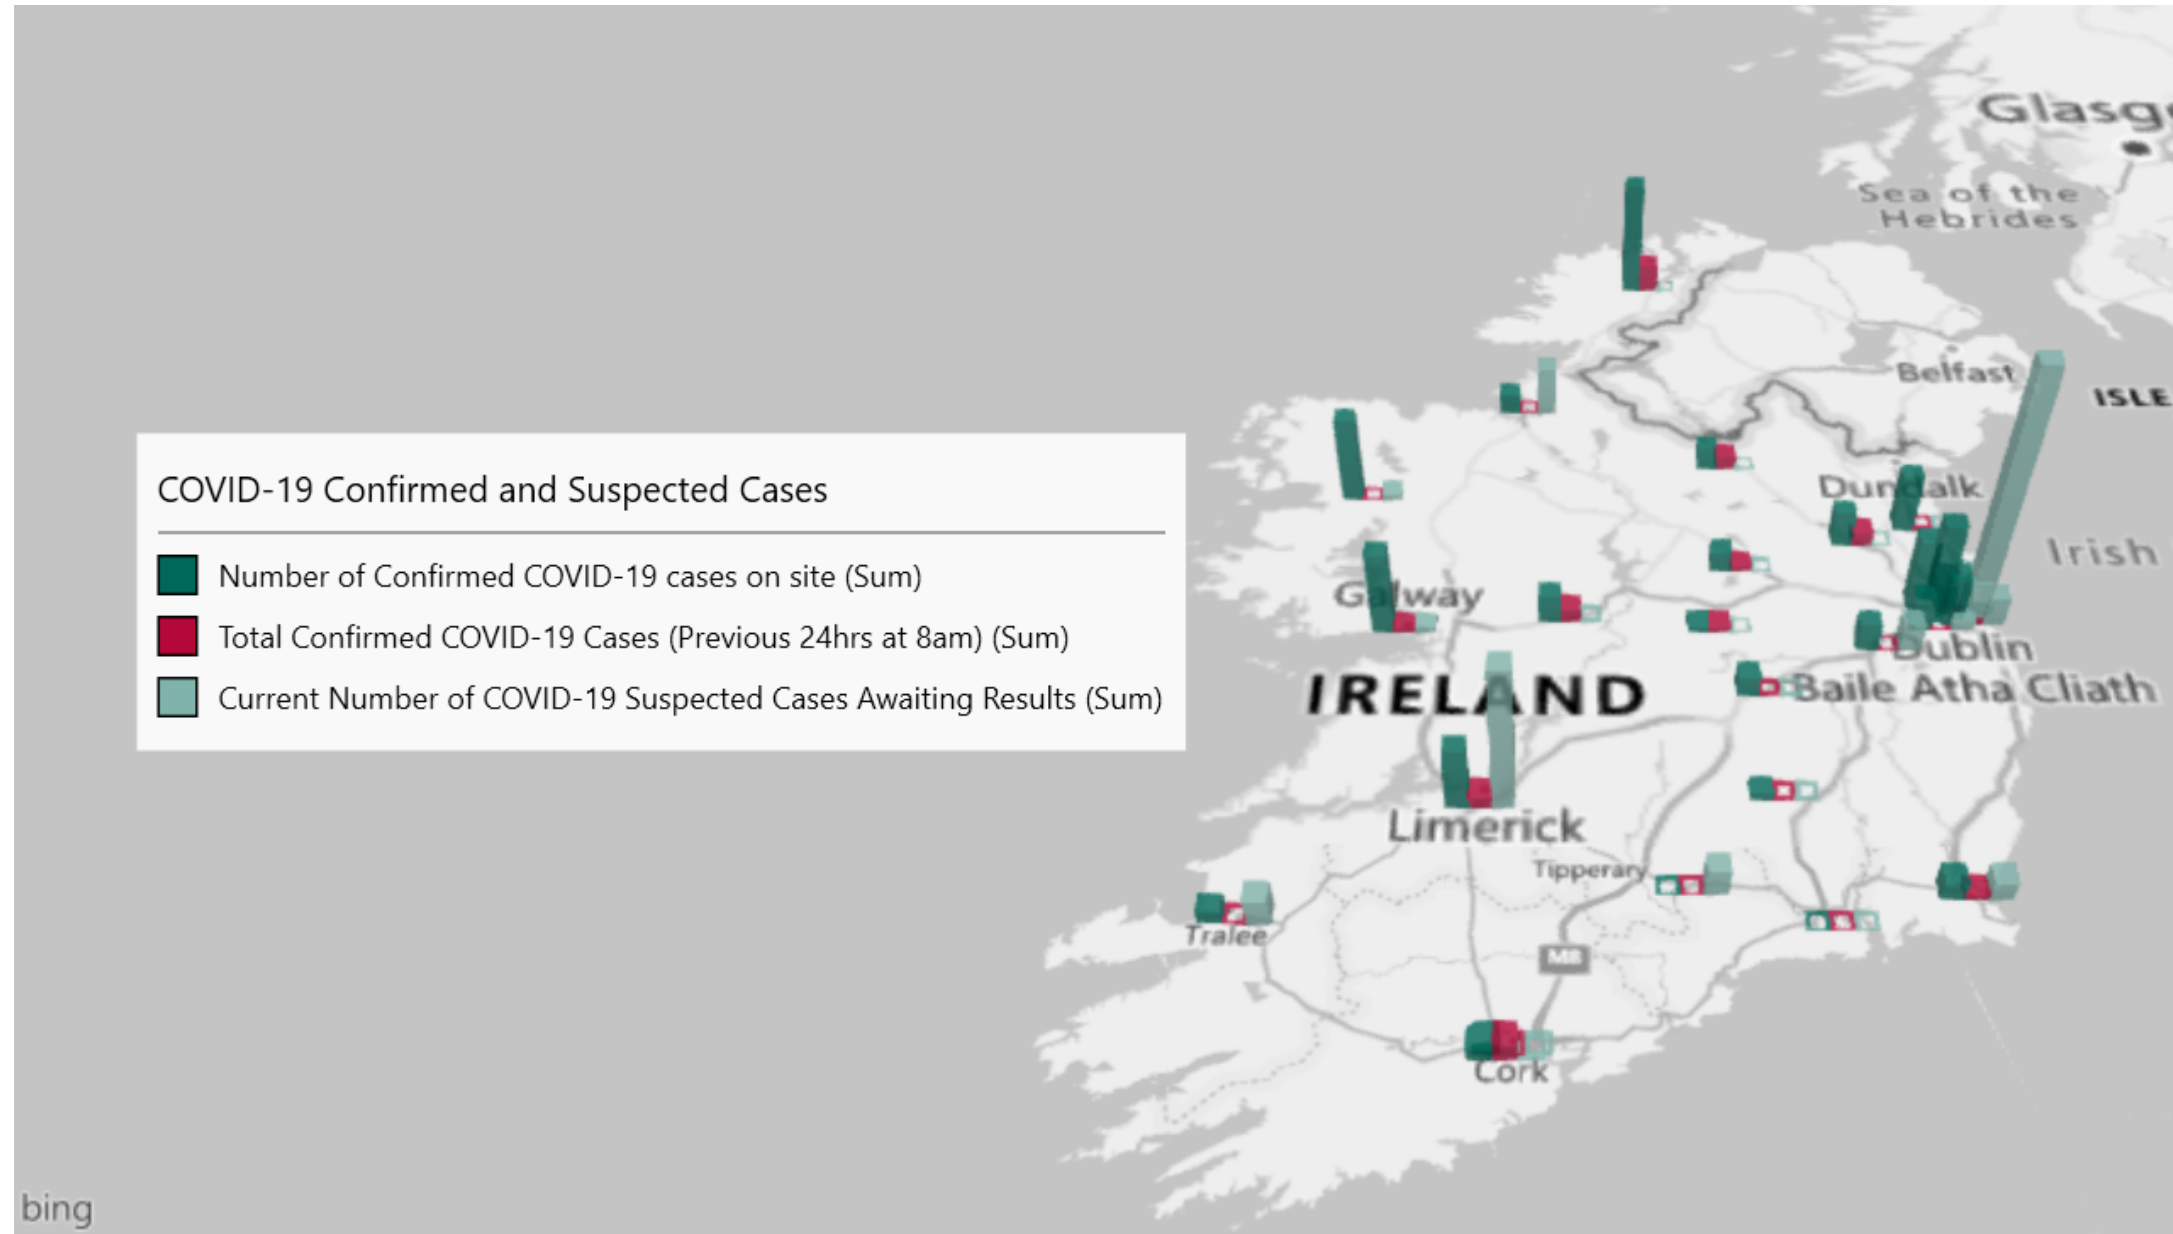 Glasg
Sea of the
Hebrides
Belfast
ISLE
COVID-19 Confirmed and Suspected Cases
Number of Confirmed COVID-19 cases on site (Sum)
Total Confirmed COVID-19 Cases (Previous 24hrs at 8am) (Sum)
Current Number of COVID-19 Suspected Cases Awaiting Results (Sum)
Dundalk
Irish
Galway
Dublin
Baile Atha Cliath
IRELAND
Limerick
Tipperary
Tralee
M8
Cork
bing